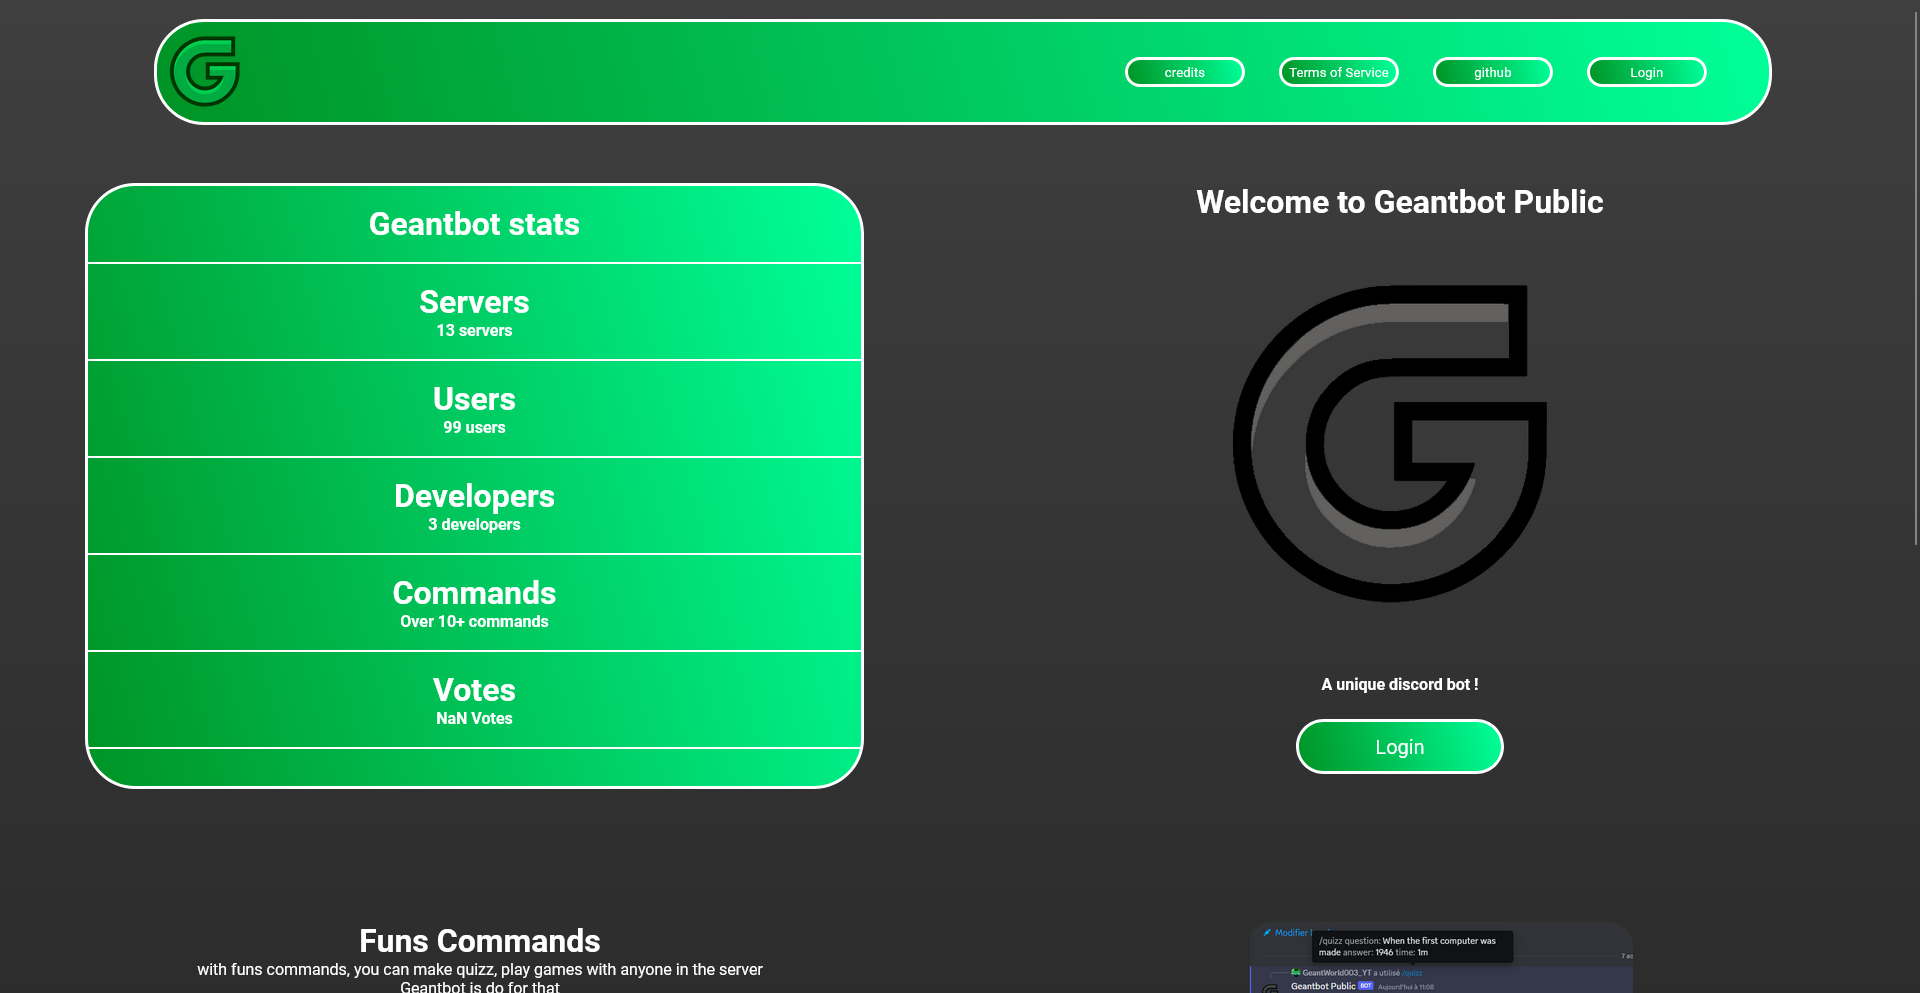 credits
Terms of Service
github
Login
Geantbot stats
Servers
13 servers
Users
99 users
Developers
3 developers
Commands
Over 10+ commands
Votes
NaN Votes
Welcome to Geantbot Public
A unique discord bot !
Login
Funs Commands
with funs commands, you can make quizz, play games with anyone in the server
Geantbot is do for that
Modifier
/quizz question: When the first computer was
made answer: 1946 time: 1m
GeantWorld003_YT a utilisé /quizz
Geantbot Public BOT Aujourd'hui à 11:08